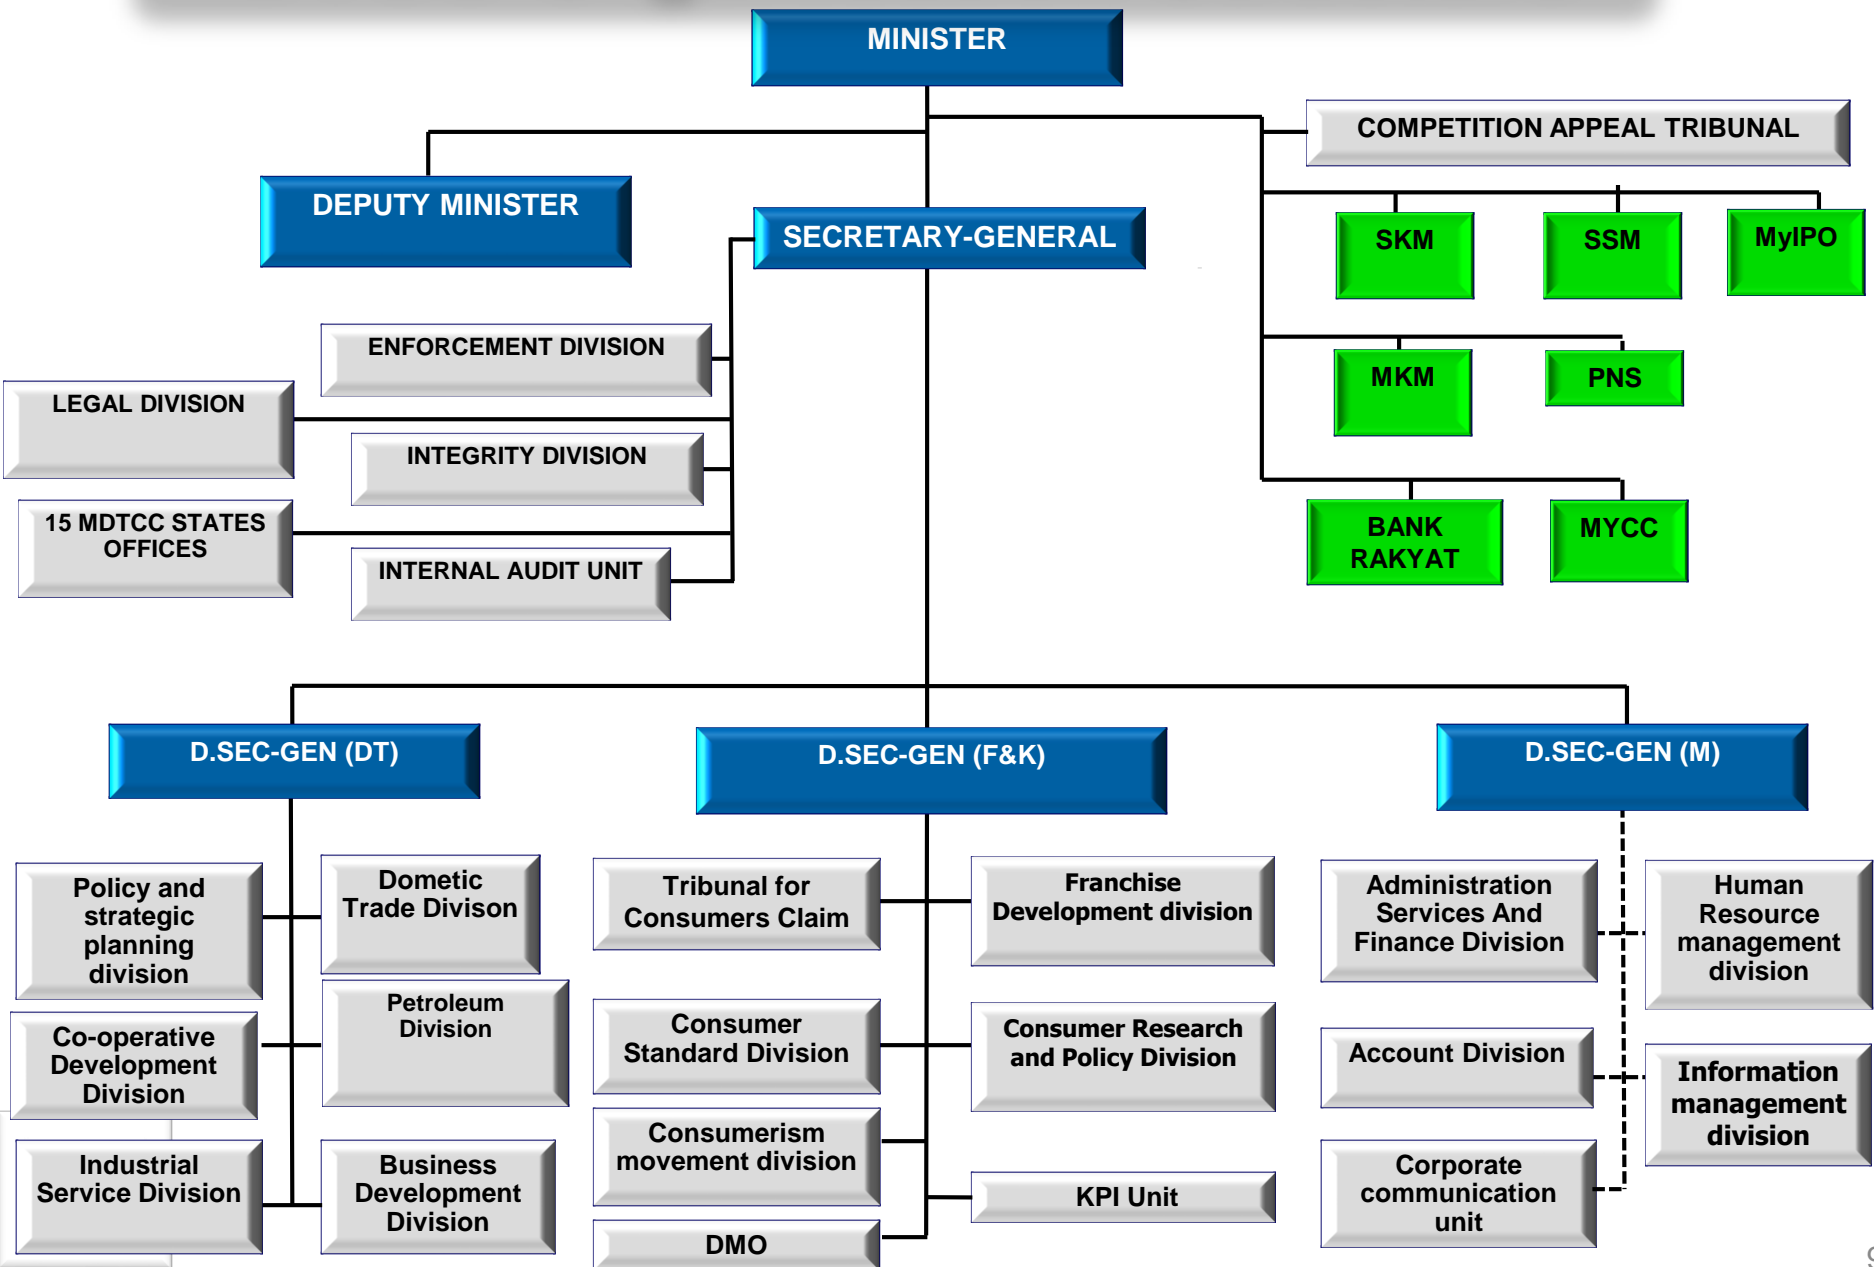 MINISTER
COMPETITION APPEAL TRIBUNAL
DEPUTY MINISTER
SECRETARY-GENERAL
SKM
SSM
MyIPO
ENFORCEMENT DIVISION
MKM
PNS
LEGAL DIVISION
INTEGRITY DIVISION
15 MDTCC STATES
OFFICES
BANK
RAKYAT
MYCC
INTERNAL AUDIT UNIT
D.SEC-GEN (DT)
D.SEC-GEN (F&K)
D.SEC-GEN (M)
Policy and
strategic
planning
division
Dometic
Trade Divison
Tribunal for
Consumers Claim
Franchise
Development division
Administration
Services And
Finance Division
Human
Resource
management
division
Co-operative
Development
Division
Petroleum
Division
Consumer
Standard Division
Consumer Research
and Policy Division
Account Division
Information
management
division
Industrial
Service Division
Business
Development
Division
Consumerism
movement division
KPI Unit
Corporate
communication
unit
DMO